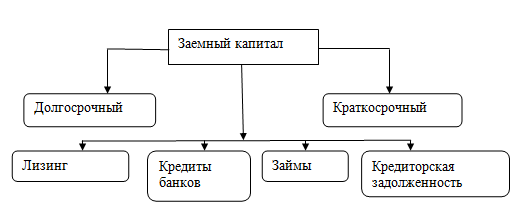 Заемный капитал
Долгосрочный
Краткосрочный
Лизинг
Кредиты
банков
Займы
Кредиторская
задолженность